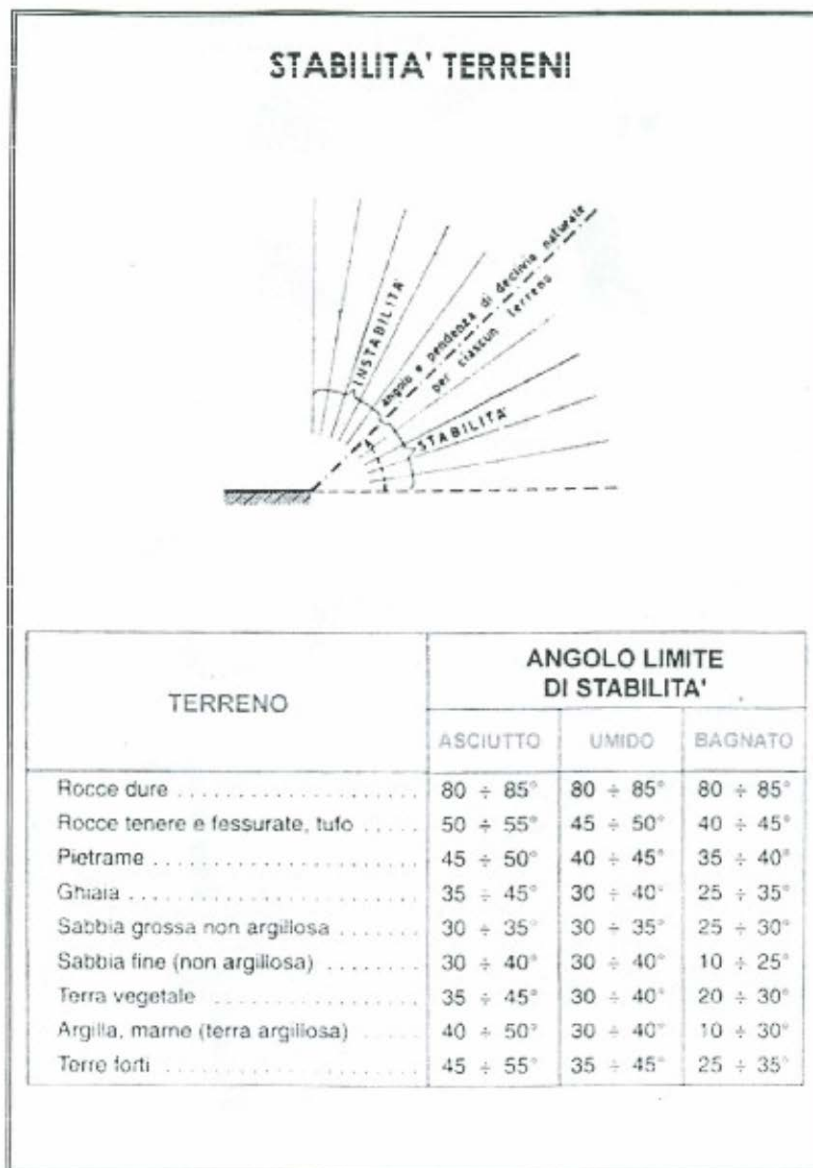 STABILITA' TERRENI
INSTABILITA'
angolo e pendenza di declivio naturale
per ciascun terreno
STABILITA'
TERRENO
ANGOLO LIMITE
DI STABILITA'
ASCIUTTO UMIDO BAGNATO
Rocce dure ..................... 80 ÷ 85° 80 ÷ 85° 80 ÷ 85°
Rocce tenere e fessurate, tufo ..... 50 ÷ 55° 45 ÷ 50° 40 ÷ 45°
Pietrame ....................... 45 ÷ 50° 40 ÷ 45° 35 ÷ 40°
Ghiaia ......................... 35 ÷ 45° 30 ÷ 40° 25 ÷ 35°
Sabbia grossa non argillosa ....... 30 ÷ 35° 30 ÷ 35° 25 ÷ 30°
Sabbia fine (non argillosa) ........ 30 ÷ 40° 30 ÷ 40° 10 ÷ 25°
Terra vegetale .................. 35 ÷ 45° 30 ÷ 40° 20 ÷ 30°
Argilla, marne (terra argillosa) ..... 40 ÷ 50° 30 ÷ 40° 10 ÷ 30°
Terre forti ...................... 45 ÷ 55° 35 ÷ 45° 25 ÷ 35°